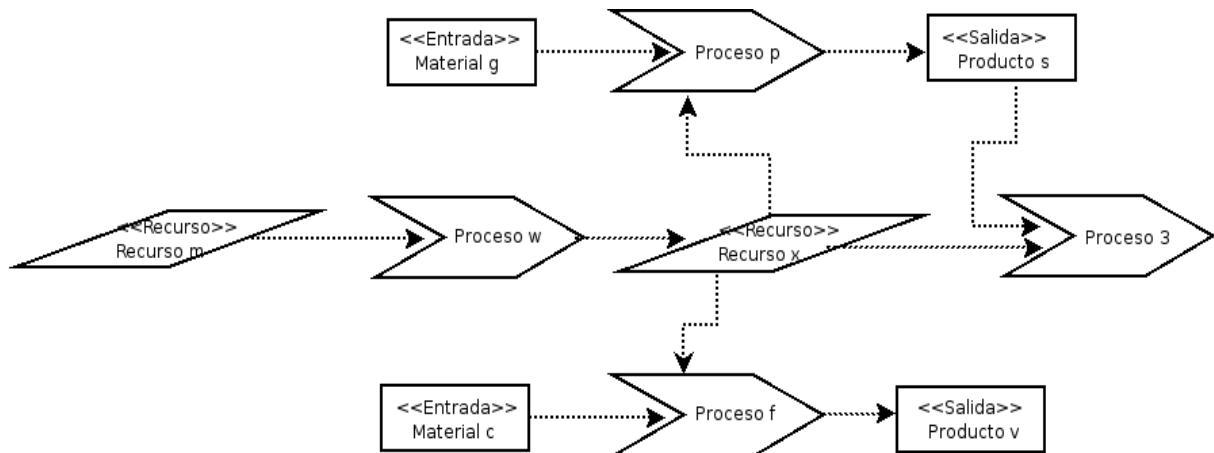 <<Entrada>>
Material g
Proceso p
<<Salida>>
Producto s
<<Recurso>>
Recurso m
Proceso w
<<Recurso>>
Recurso x
Proceso 3
<<Entrada>>
Material c
Proceso f
<<Salida>>
Producto v